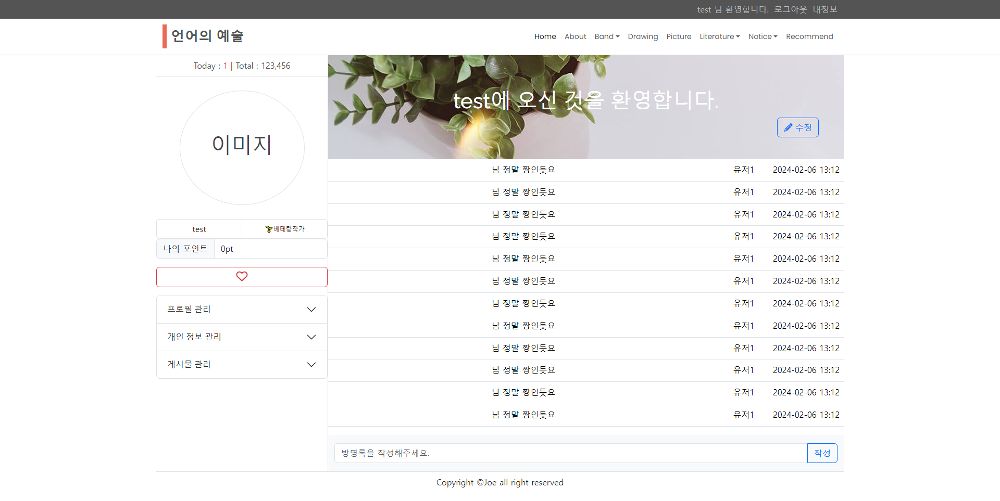 test 님 환영합니다. 로그아웃 내정보
언어의 예술
Home About Band Drawing Picture Literature Notice Recommend
Today : 1 | Total : 123,456
이미지
test 베테랑작가
나의 포인트 0pt
프로필 관리
개인 정보 관리
게시물 관리
test에 오신 것을 환영합니다.
수정
님 정말 짱인듯요 유저1 2024-02-06 13:12
님 정말 짱인듯요 유저1 2024-02-06 13:12
님 정말 짱인듯요 유저1 2024-02-06 13:12
님 정말 짱인듯요 유저1 2024-02-06 13:12
님 정말 짱인듯요 유저1 2024-02-06 13:12
님 정말 짱인듯요 유저1 2024-02-06 13:12
님 정말 짱인듯요 유저1 2024-02-06 13:12
님 정말 짱인듯요 유저1 2024-02-06 13:12
님 정말 짱인듯요 유저1 2024-02-06 13:12
님 정말 짱인듯요 유저1 2024-02-06 13:12
님 정말 짱인듯요 유저1 2024-02-06 13:12
님 정말 짱인듯요 유저1 2024-02-06 13:12
방명록을 작성해주세요. 작성
Copyright ©Joe all right reserved